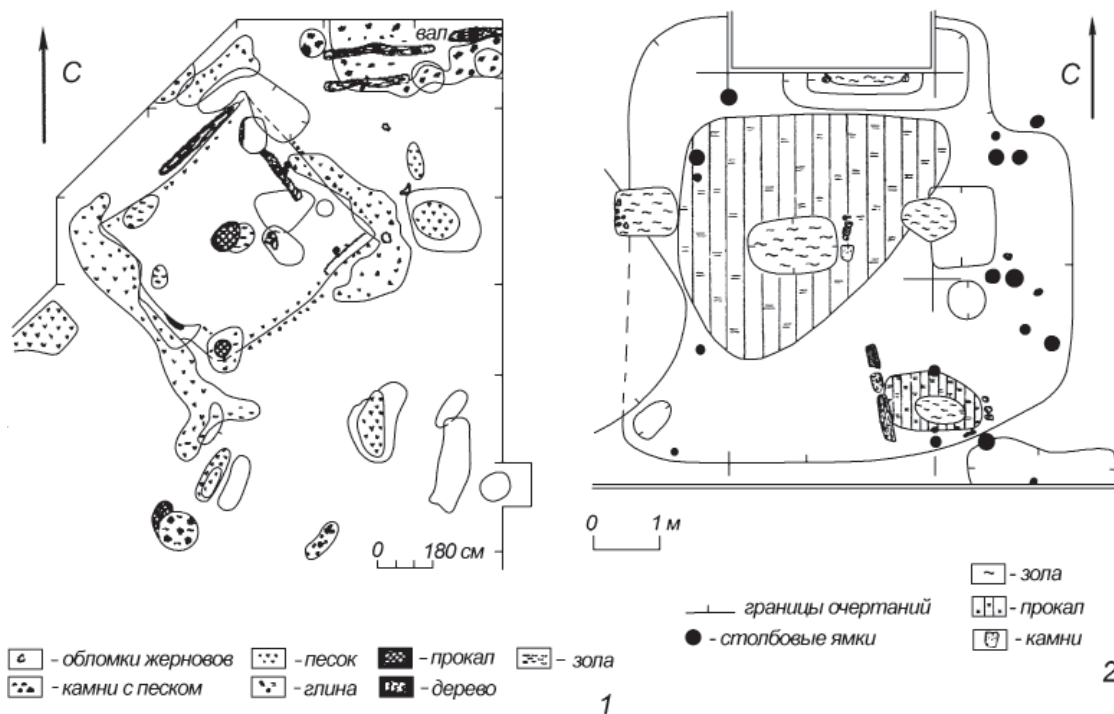 С
вал
0 180 см
- обломки жерновов
- песок
- прокал
- зола
- камни с песком
- глина
- дерево
1
С
0 1 м
границы очертаний
- столбовые ямки
- зола
- прокал
- камни
2